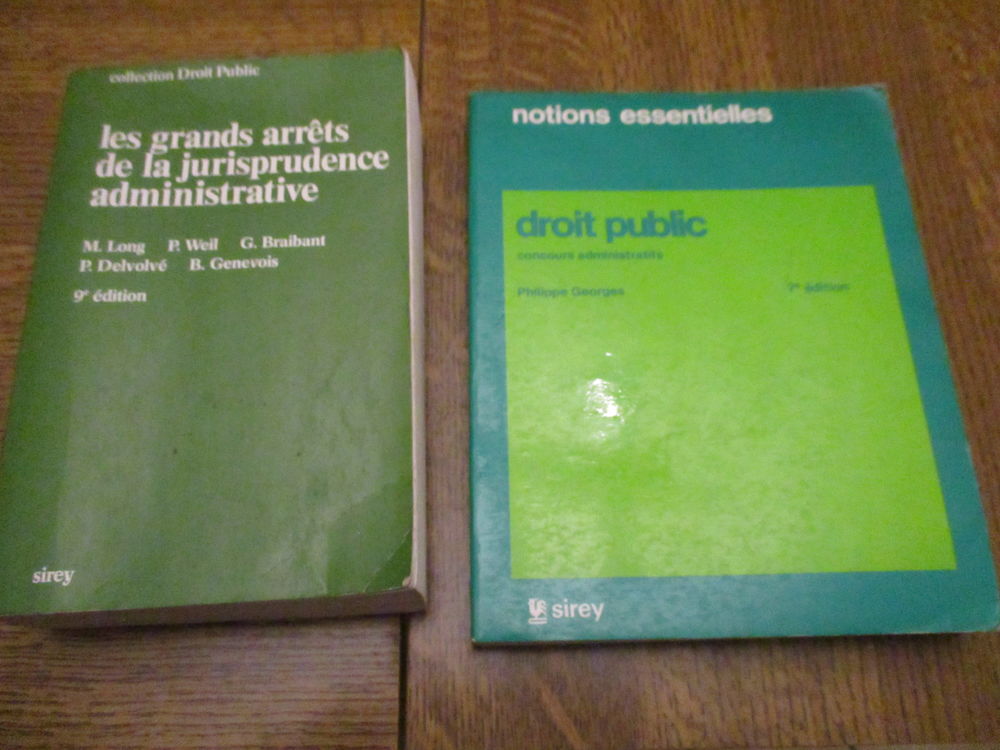 collection Droit Public
les grands arrêts
de la jurisprudence
administrative
M. Long P. Weil G. Braibant
P. Delvolvé B. Genevois
9e édition
sirey
notions essentielles
droit public
concours administratifs
Philippe Georges
édition
sirey